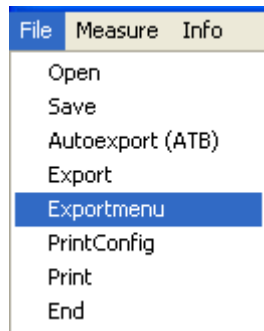 File Measure Info
Open
Save
Autoexport (ATB)
Export
Exportmenu
PrintConfig
Print
End